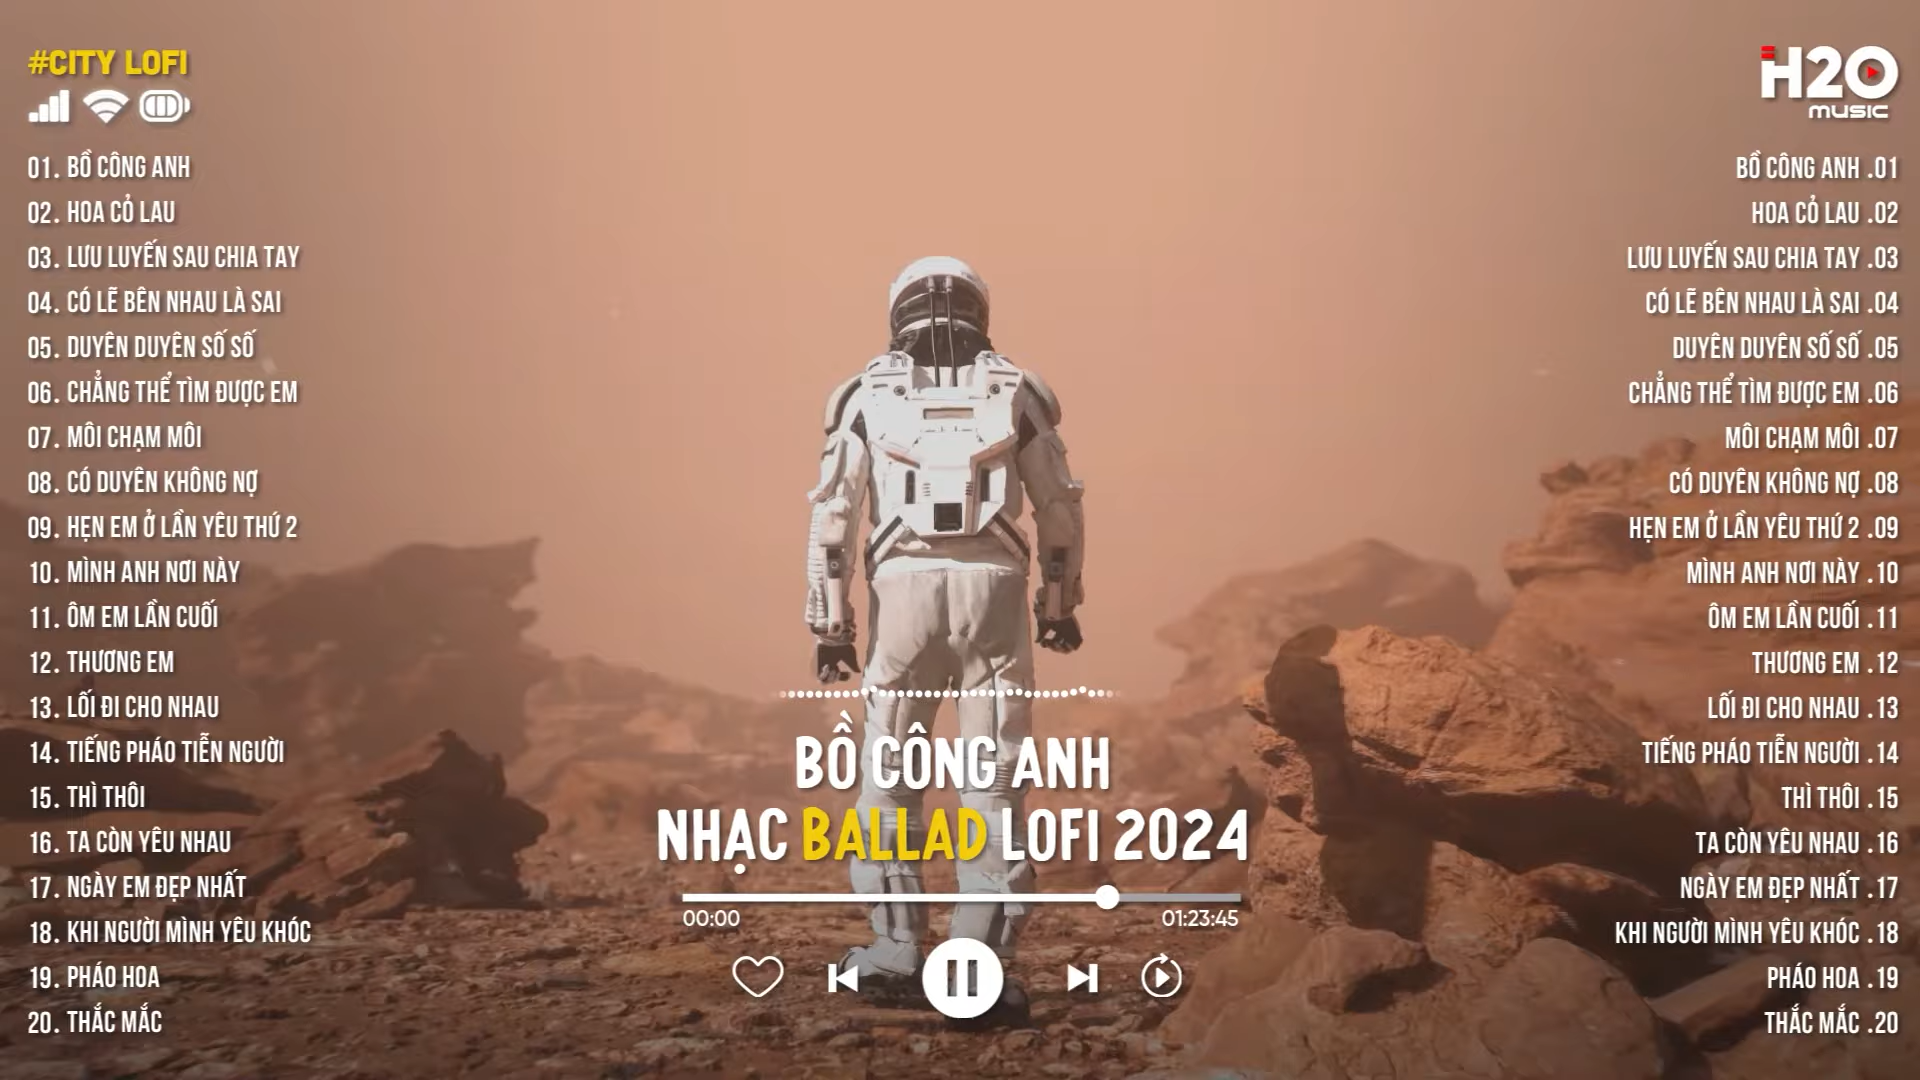 #CITY LOFI
01. BỒ CÔNG ANH
02. HOA CỎ LAU
03. LƯU LUYẾN SAU CHIA TAY
04. CÓ LẼ BÊN NHAU LÀ SAI
05. DUYÊN DUYÊN SỐ SỐ
06. CHẲNG THỂ TÌM ĐƯỢC EM
07. MÔI CHẠM MÔI
08. CÓ DUYÊN KHÔNG NỢ
09. HẸN EM Ở LẦN YÊU THỨ 2
10. MÌNH ANH NƠI NÀY
11. ÔM EM LẦN CUỐI
12. THƯƠNG EM
13. LỐI ĐI CHO NHAU
14. TIẾNG PHÁO TIỄN NGƯỜI
15. THÌ THÔI
16. TA CÒN YÊU NHAU
17. NGÀY EM ĐẸP NHẤT
18. KHI NGƯỜI MÌNH YÊU KHÓC
19. PHÁO HOA
20. THẮC MẮC
BỒ CÔNG ANH
NHẠC BALLAD LOFI 2024
00:00
01:23:45
H2O
MUSIC
BỒ CÔNG ANH .01
HOA CỎ LAU .02
LƯU LUYẾN SAU CHIA TAY .03
CÓ LẼ BÊN NHAU LÀ SAI .04
DUYÊN DUYÊN SỐ SỐ .05
CHẲNG THỂ TÌM ĐƯỢC EM .06
MÔI CHẠM MÔI .07
CÓ DUYÊN KHÔNG NỢ .08
HẸN EM Ở LẦN YÊU THỨ 2 .09
MÌNH ANH NƠI NÀY .10
ÔM EM LẦN CUỐI .11
THƯƠNG EM .12
LỐI ĐI CHO NHAU .13
TIẾNG PHÁO TIỄN NGƯỜI .14
THÌ THÔI .15
TA CÒN YÊU NHAU .16
NGÀY EM ĐẸP NHẤT .17
KHI NGƯỜI MÌNH YÊU KHÓC .18
PHÁO HOA .19
THẮC MẮC .20